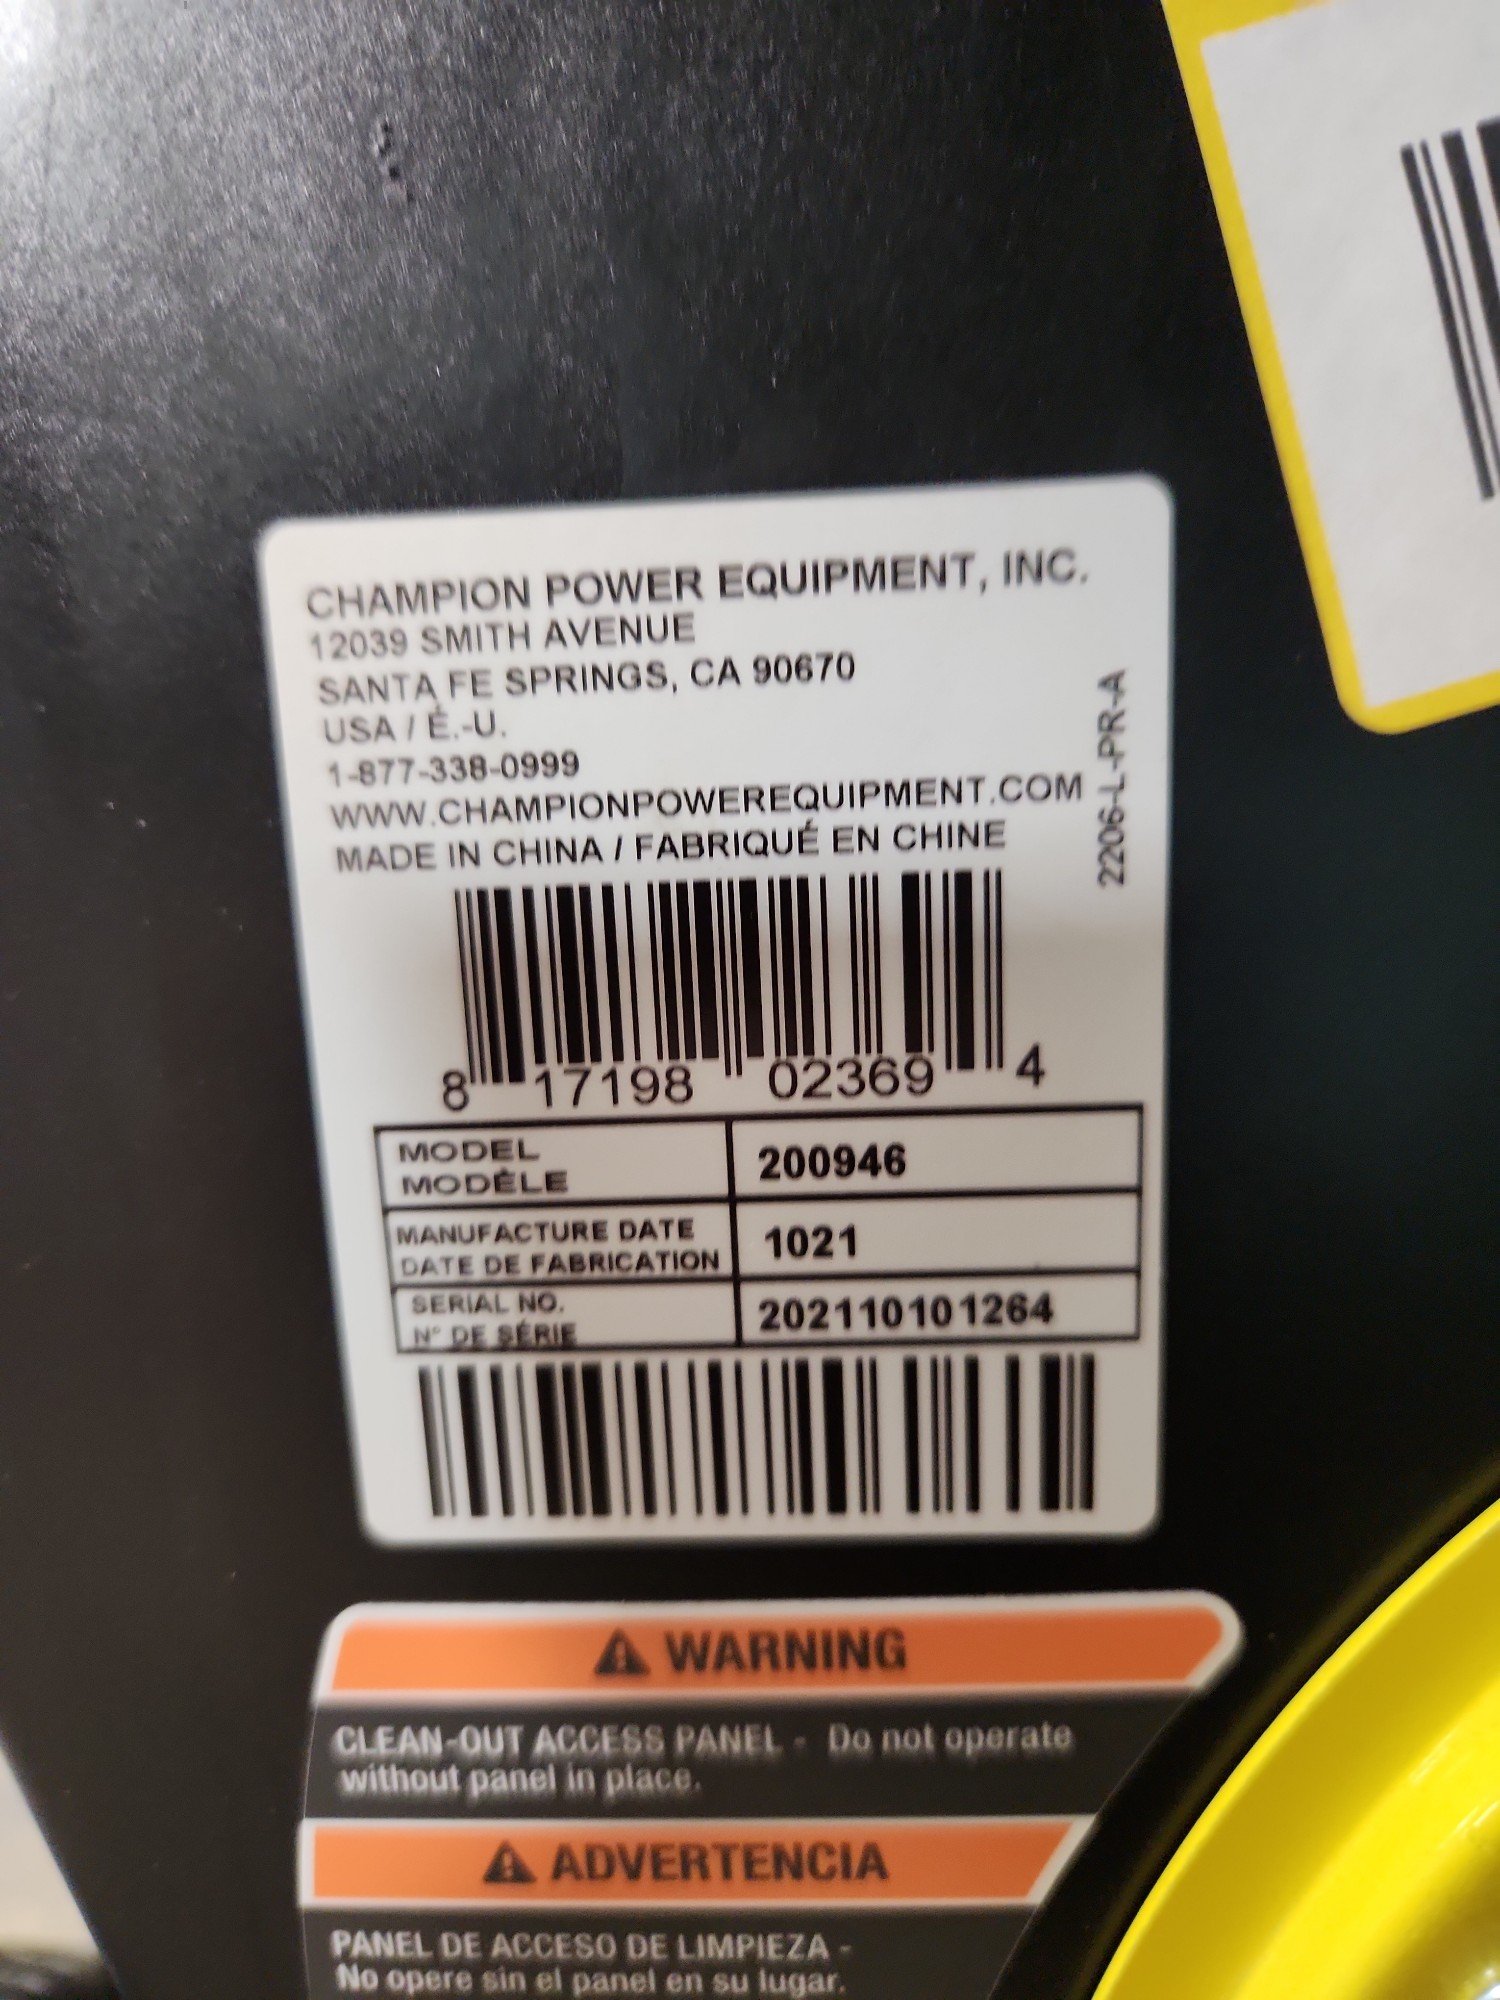 CHAMPION POWER EQUIPMENT, INC.
12039 SMITH AVENUE
SANTA FE SPRINGS, CA 90670
USA / É.-U.
1-877-338-0999
WWW.CHAMPIONPOWEREQUIPMENT.COM
MADE IN CHINA / FABRIQUÉ EN CHINE
2206-L-PR-A
8 17198 02369 4
MODEL
MODÈLE
200946
MANUFACTURE DATE
DATE DE FABRICATION
1021
SERIAL NO.
N° DE SÉRIE
202110101264
WARNING
CLEAN-OUT ACCESS PANEL - Do not operate
without panel in place.
ADVERTENCIA
PANEL DE ACCESO DE LIMPIEZA -
No opere sin el panel en su lugar.